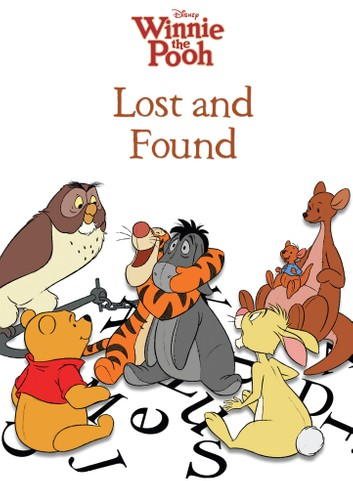 Disney
Winnie
the
Pooh
Lost and
Found
j e
s